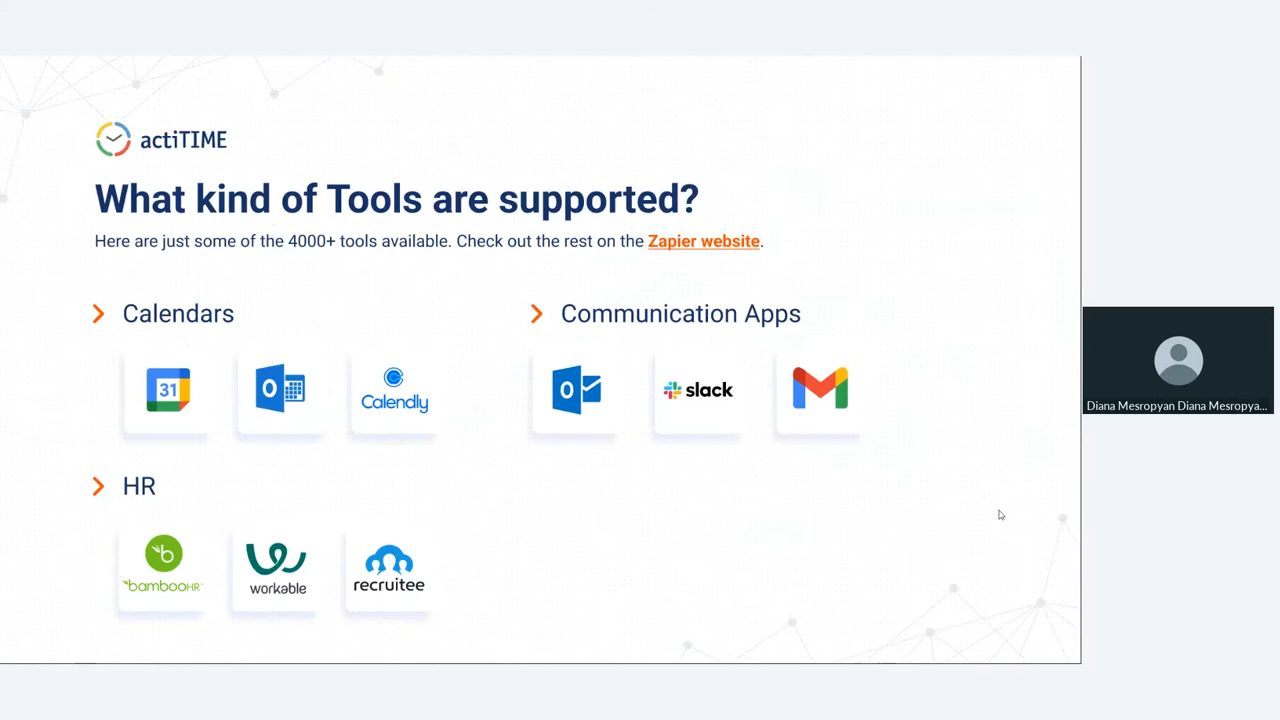 actiTIME
What kind of Tools are supported?
Here are just some of the 4000+ tools available. Check out the rest on the Zapier website.
Calendars
31
O
Calendly
Communication Apps
O
slack
HR
b
bambooHR
workable
recruitee
Diana Mesropyan Diana Mesropya...